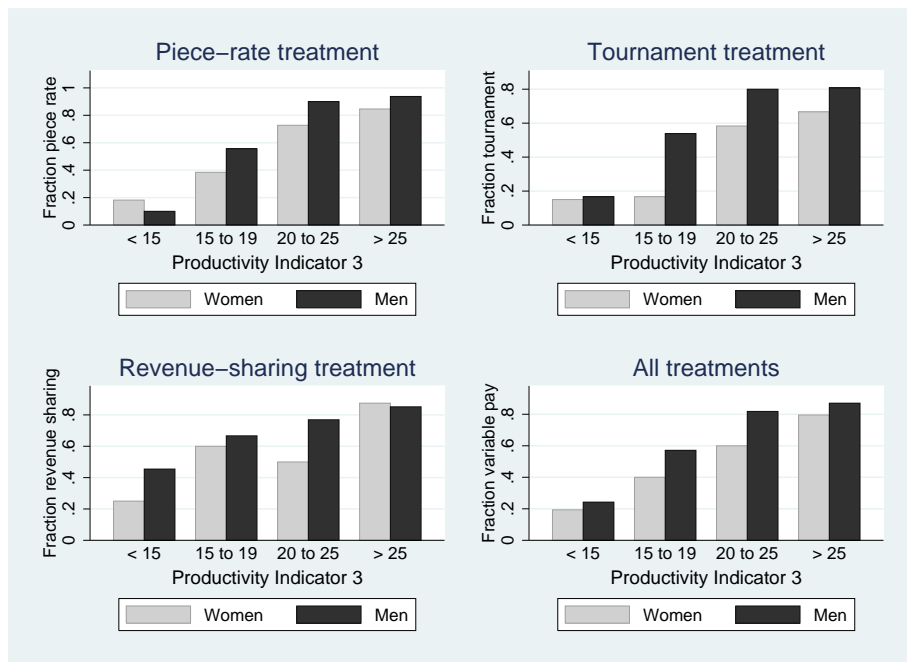 Piece−rate treatment
Fraction piece rate
0 .2 .4 .6 .8 1
< 15 15 to 19 20 to 25 > 25
Productivity Indicator 3
Women Men
Tournament treatment
Fraction tournament
0 .2 .4 .6 .8
< 15 15 to 19 20 to 25 > 25
Productivity Indicator 3
Women Men
Revenue−sharing treatment
Fraction revenue sharing
0 .2 .4 .6 .8
< 15 15 to 19 20 to 25 > 25
Productivity Indicator 3
Women Men
All treatments
Fraction variable pay
0 .2 .4 .6 .8
< 15 15 to 19 20 to 25 > 25
Productivity Indicator 3
Women Men